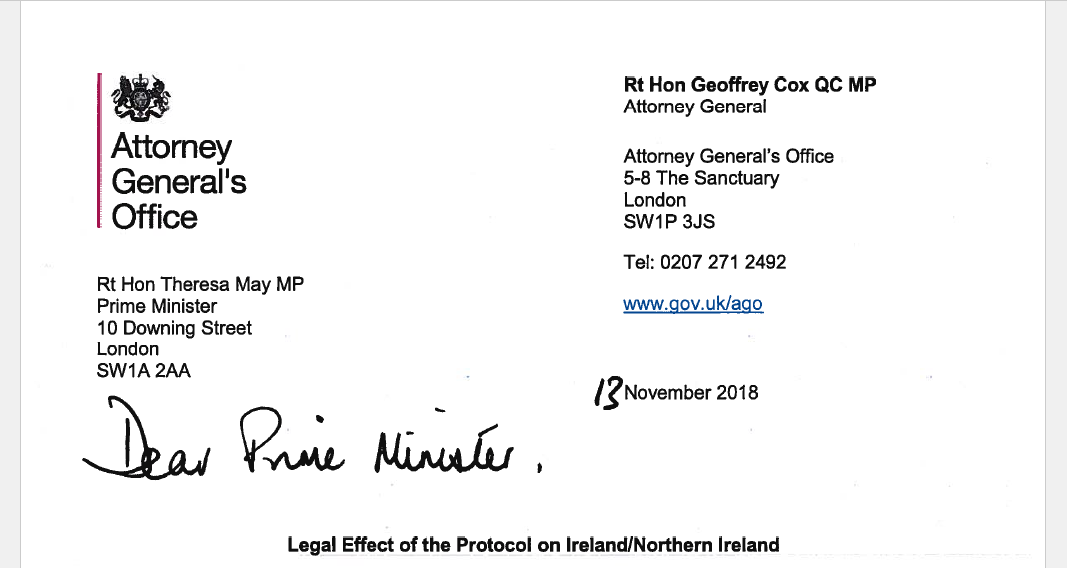 Attorney
General's
Office
Rt Hon Geoffrey Cox QC MP
Attorney General
Attorney General's Office
5-8 The Sanctuary
London
SW1P 3JS
Tel: 0207 271 2492
www.gov.uk/ago
Rt Hon Theresa May MP
Prime Minister
10 Downing Street
London
SW1A 2AA
13 November 2018
Dear Prime Minister,
Legal Effect of the Protocol on Ireland/Northern Ireland